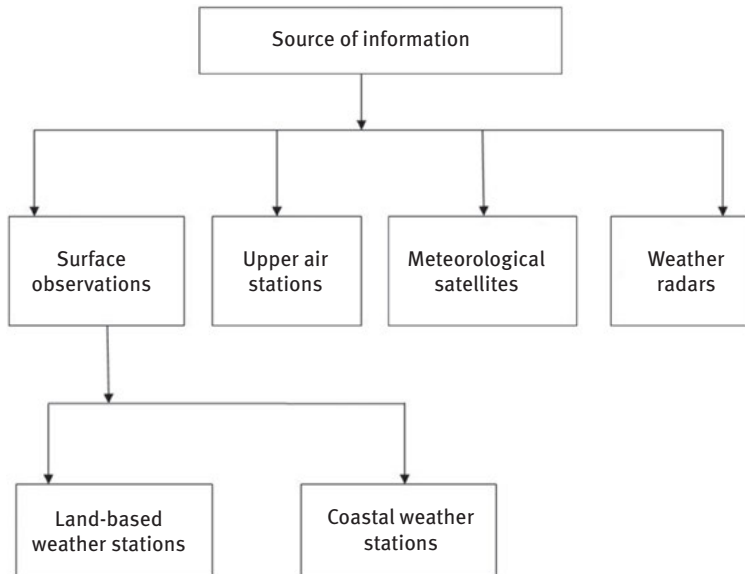 Source of information
Surface
observations
Upper air
stations
Meteorological
satellites
Weather
radars
Land-based
weather stations
Coastal weather
stations